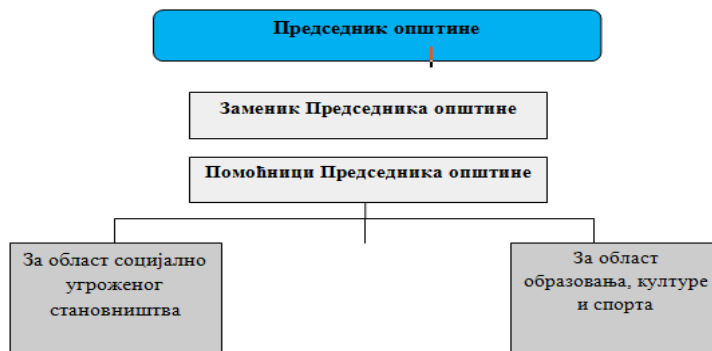 Председник општине
Заменик Председника општине
Помоћници Председника општине
За област социјално
угроженог
становништва
За област
образовања, културе
и спорта